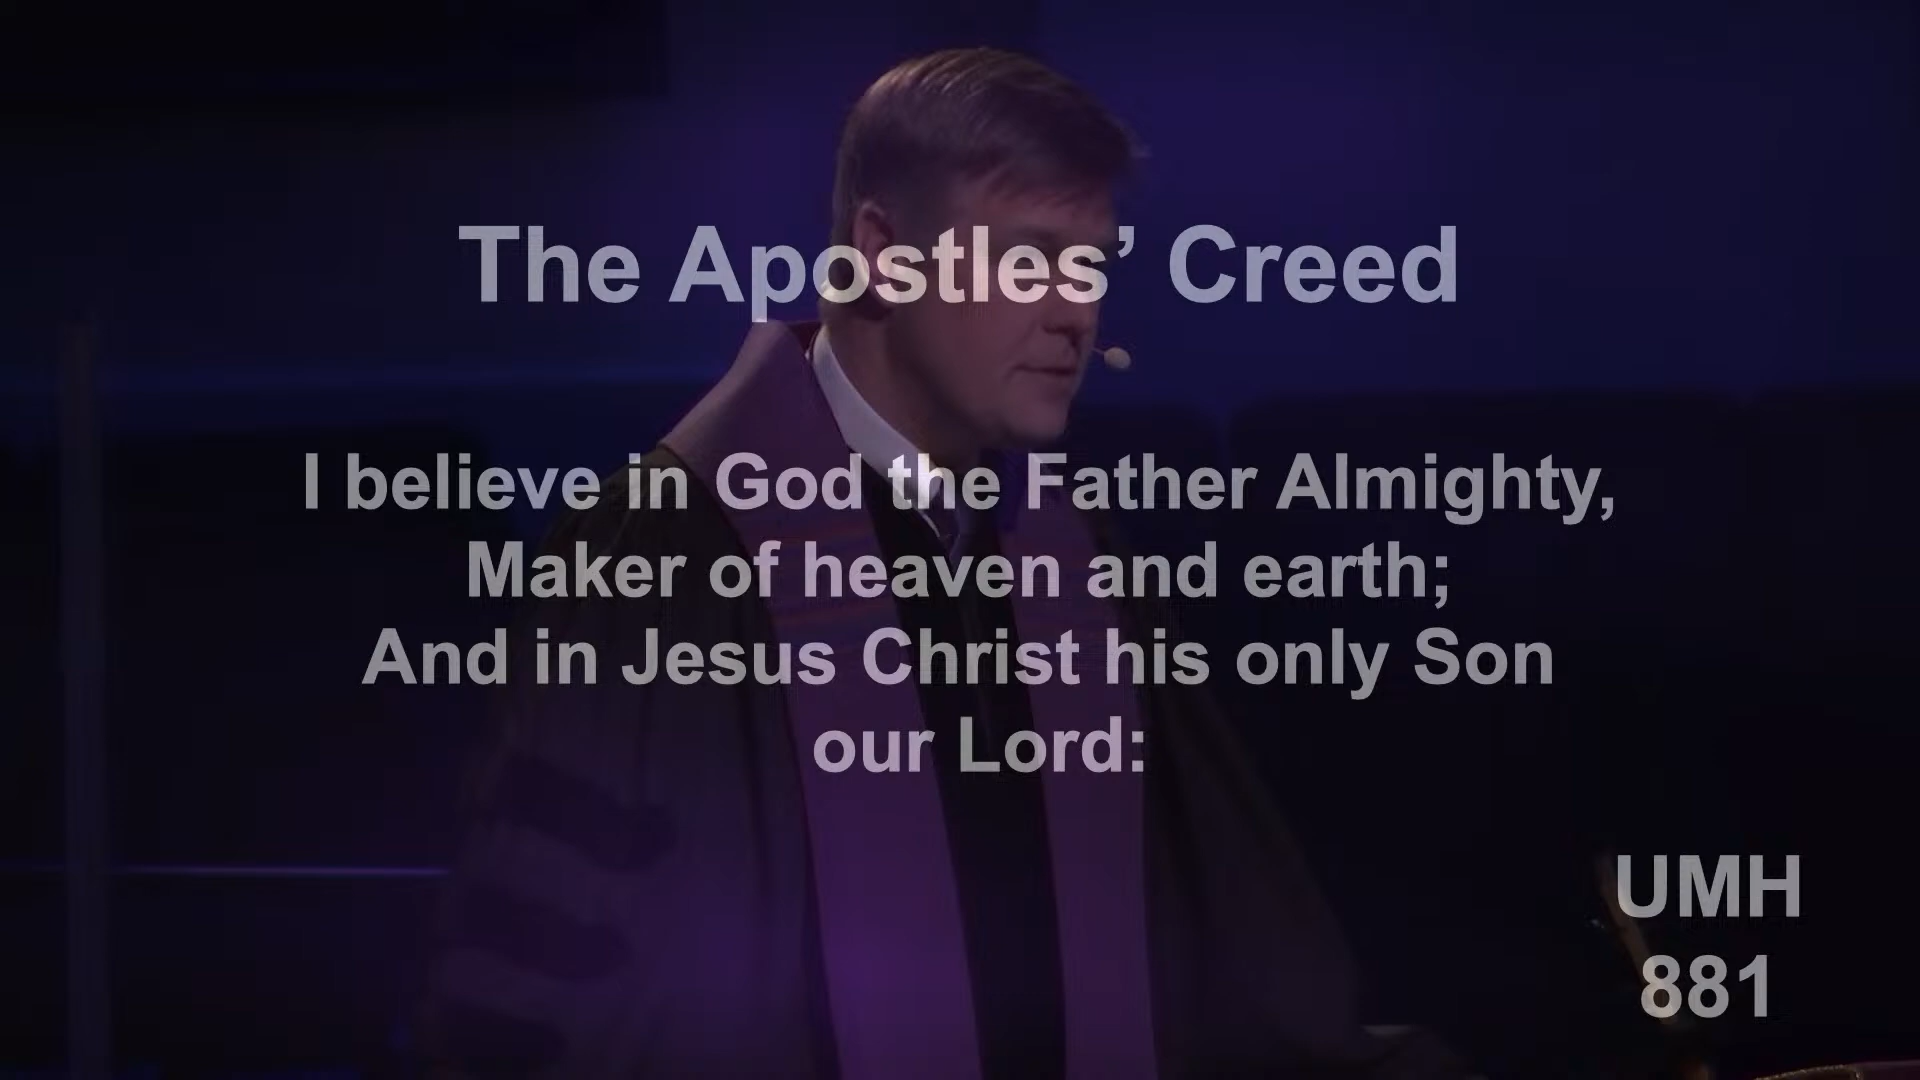 The Apostles’ Creed
I believe in God the Father Almighty,
Maker of heaven and earth;
And in Jesus Christ his only Son
our Lord:
UMH
881